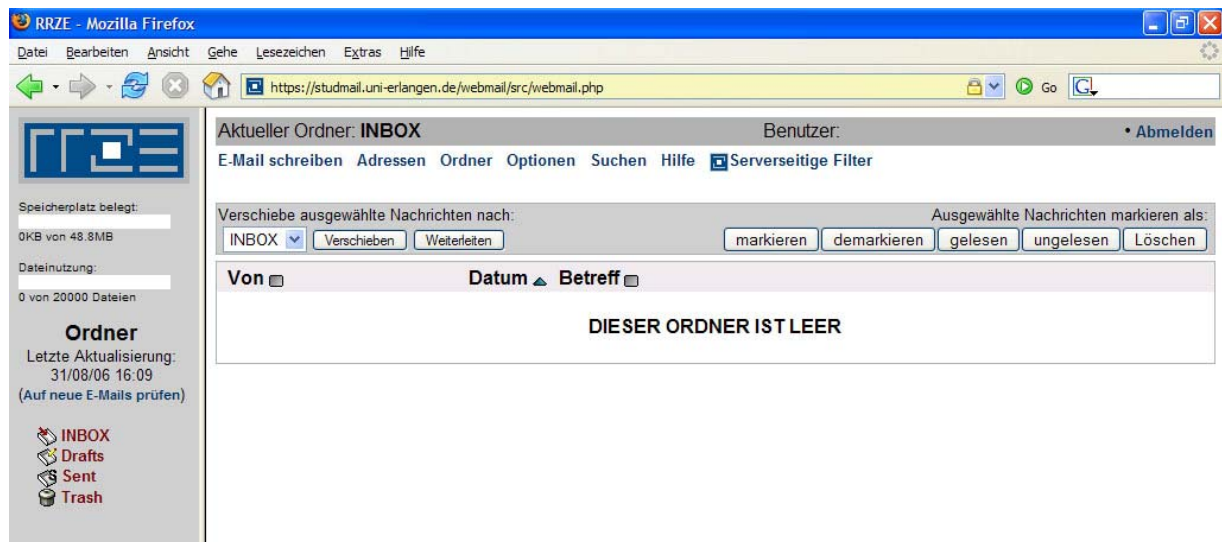 RRZE - Mozilla Firefox
Datei Bearbeiten Ansicht Gehe Lesezeichen Extras Hilfe
https://studmail.uni-erlangen.de/webmail/src/webmail.php Go G
Aktueller Ordner: INBOX Benutzer: • Abmelden
E-Mail schreiben Adressen Ordner Optionen Suchen Hilfe Serverseitige Filter
Speicherplatz belegt:
0KB von 48.8MB
Dateinutzung:
0 von 20000 Dateien
Ordner
Letzte Aktualisierung:
31/08/06 16:09
(Auf neue E-Mails prüfen)
INBOX
Drafts
Sent
Trash
Verschiebe ausgewählte Nachrichten nach: Ausgewählte Nachrichten markieren als:
INBOX Verschieben Weiterleiten markieren demarkieren gelesen ungelesen Löschen
Von Datum Betreff
DIESER ORDNER IST LEER